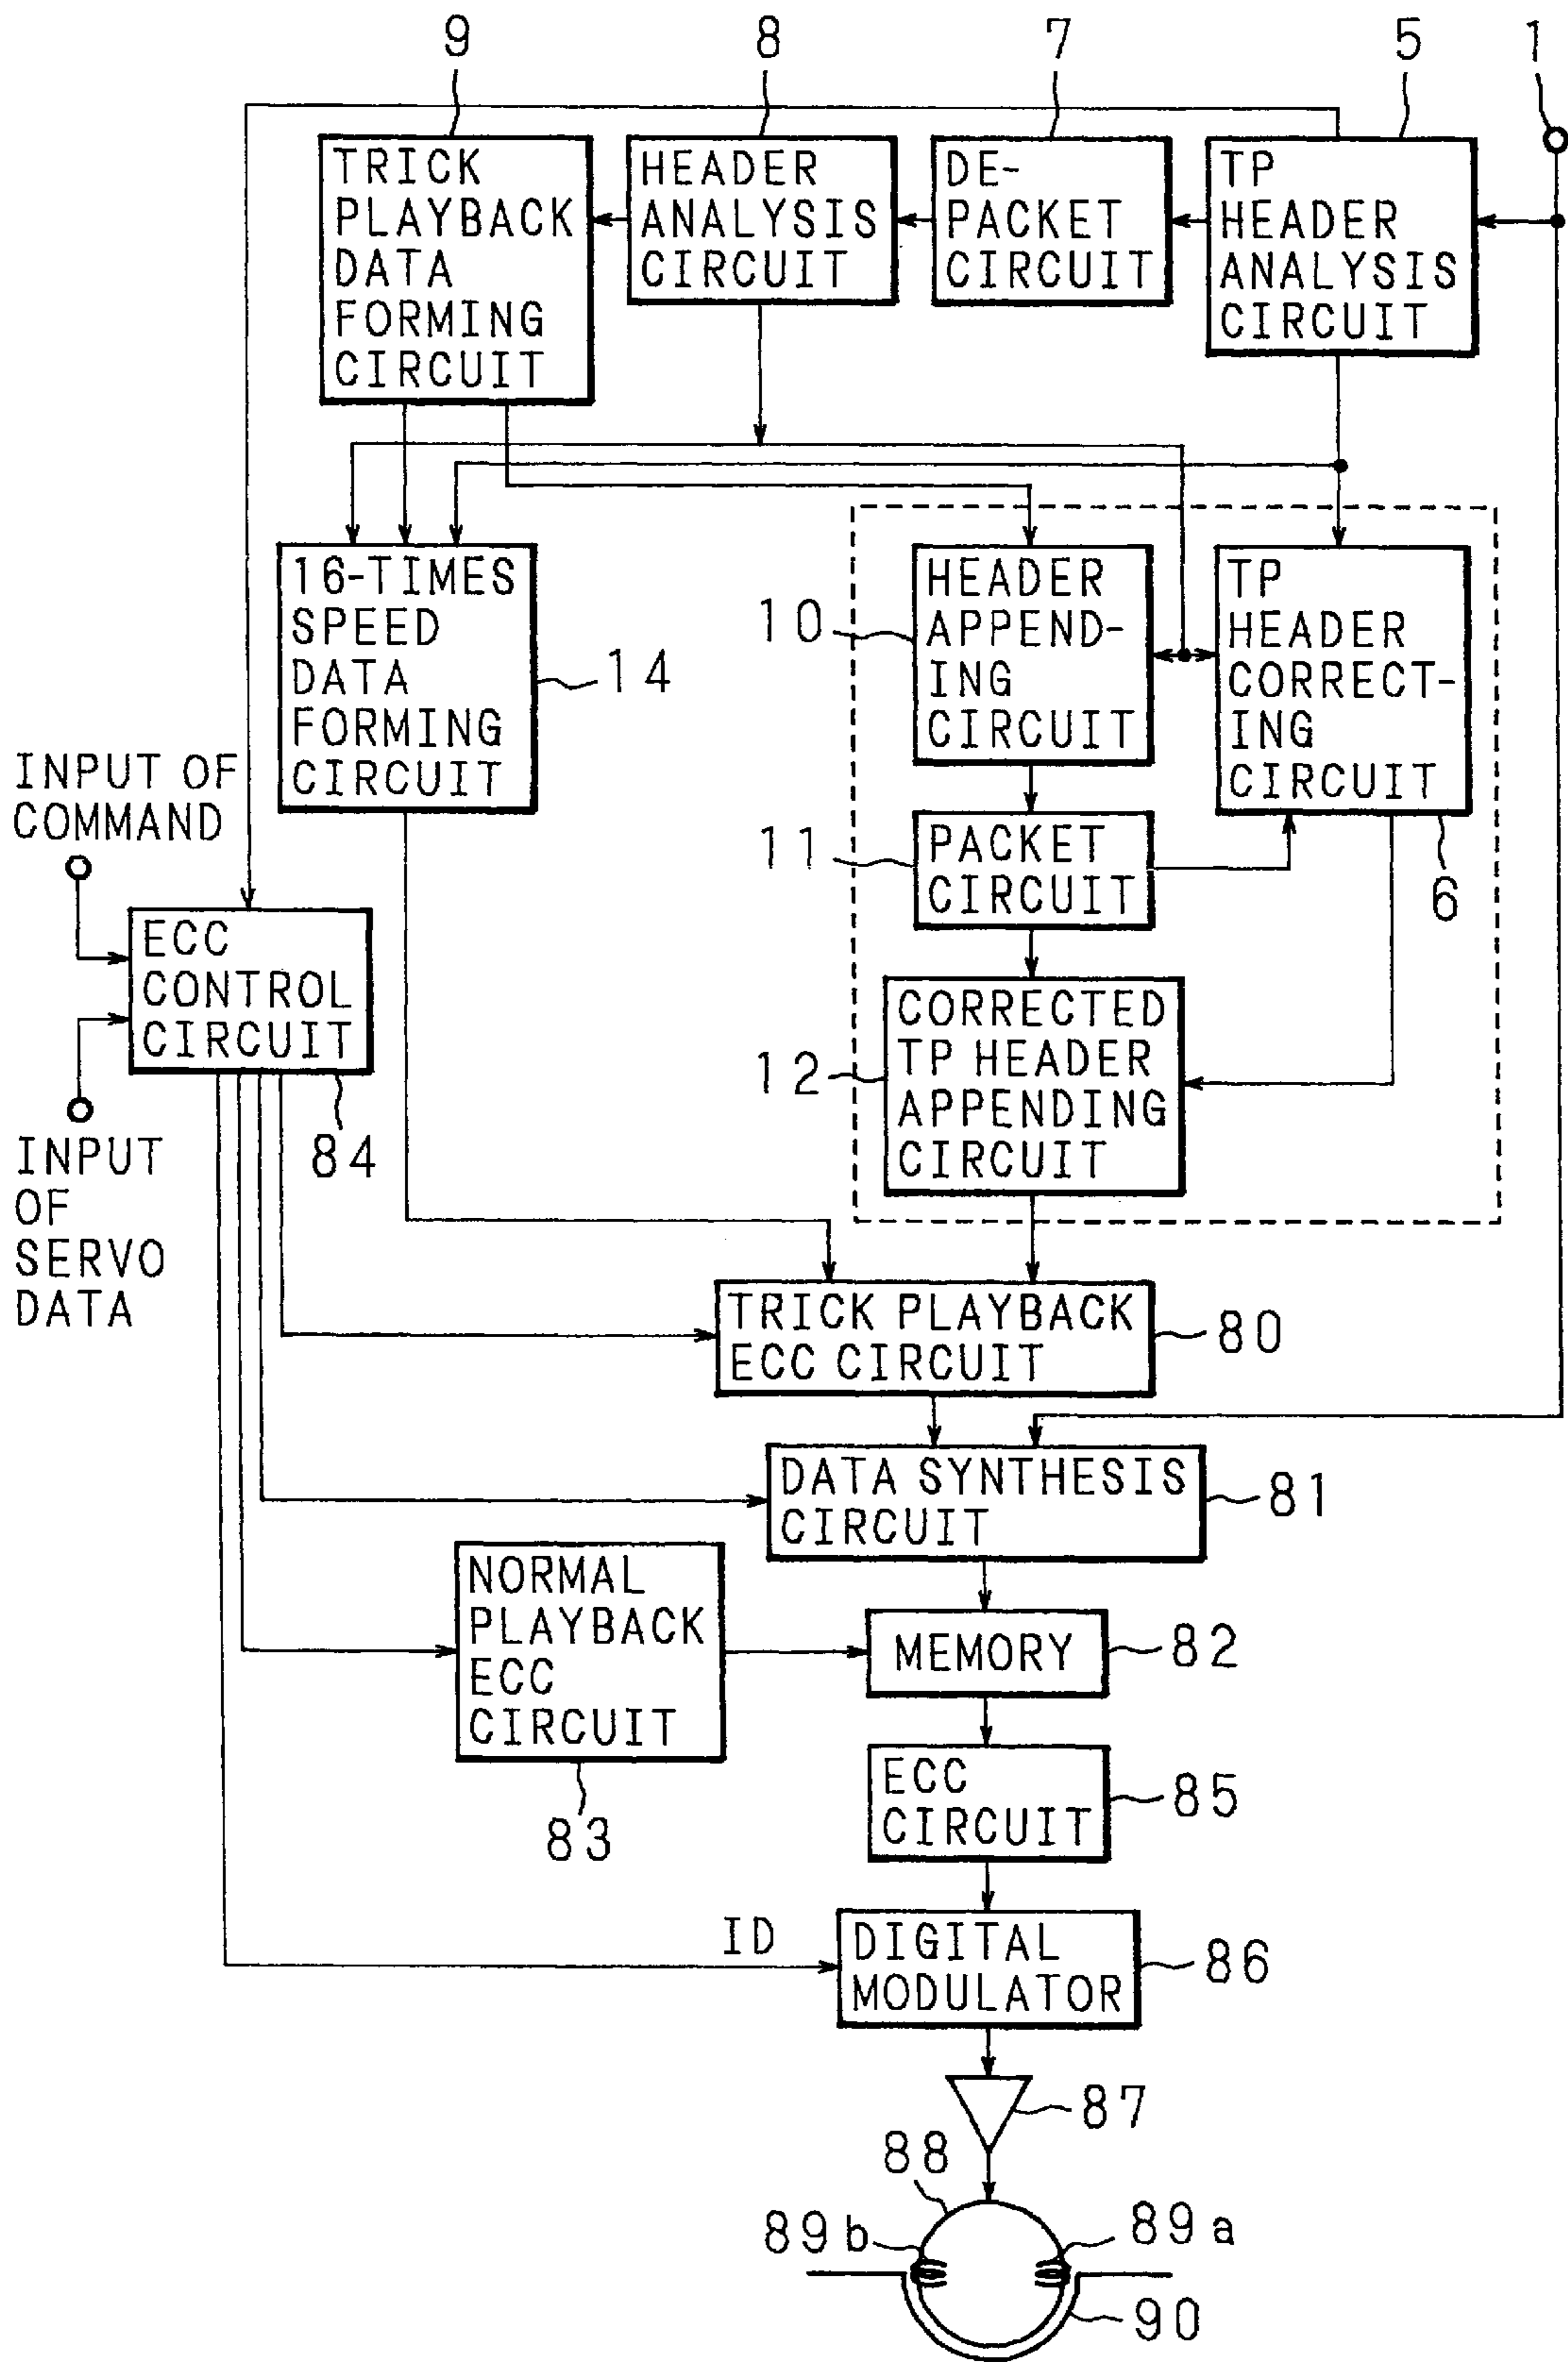 9
8
7
5
1
TRICK
PLAYBACK
DATA
FORMING
CIRCUIT
HEADER
ANALYSIS
CIRCUIT
DE-
PACKET
CIRCUIT
TP
HEADER
ANALYSIS
CIRCUIT
16-TIMES
SPEED
DATA
FORMING
CIRCUIT
14
10
HEADER
APPEND-
ING
CIRCUIT
TP
HEADER
CORRECT-
ING
CIRCUIT
6
INPUT OF
COMMAND
11
PACKET
CIRCUIT
ECC
CONTROL
CIRCUIT
84
12
CORRECTED
TP HEADER
APPENDING
CIRCUIT
INPUT
OF
SERVO
DATA
TRICK PLAYBACK
ECC CIRCUIT
80
DATA SYNTHESIS
CIRCUIT
81
NORMAL
PLAYBACK
ECC
CIRCUIT
83
MEMORY
82
ECC
CIRCUIT
85
ID
DIGITAL
MODULATOR
86
87
88
89b
89a
90